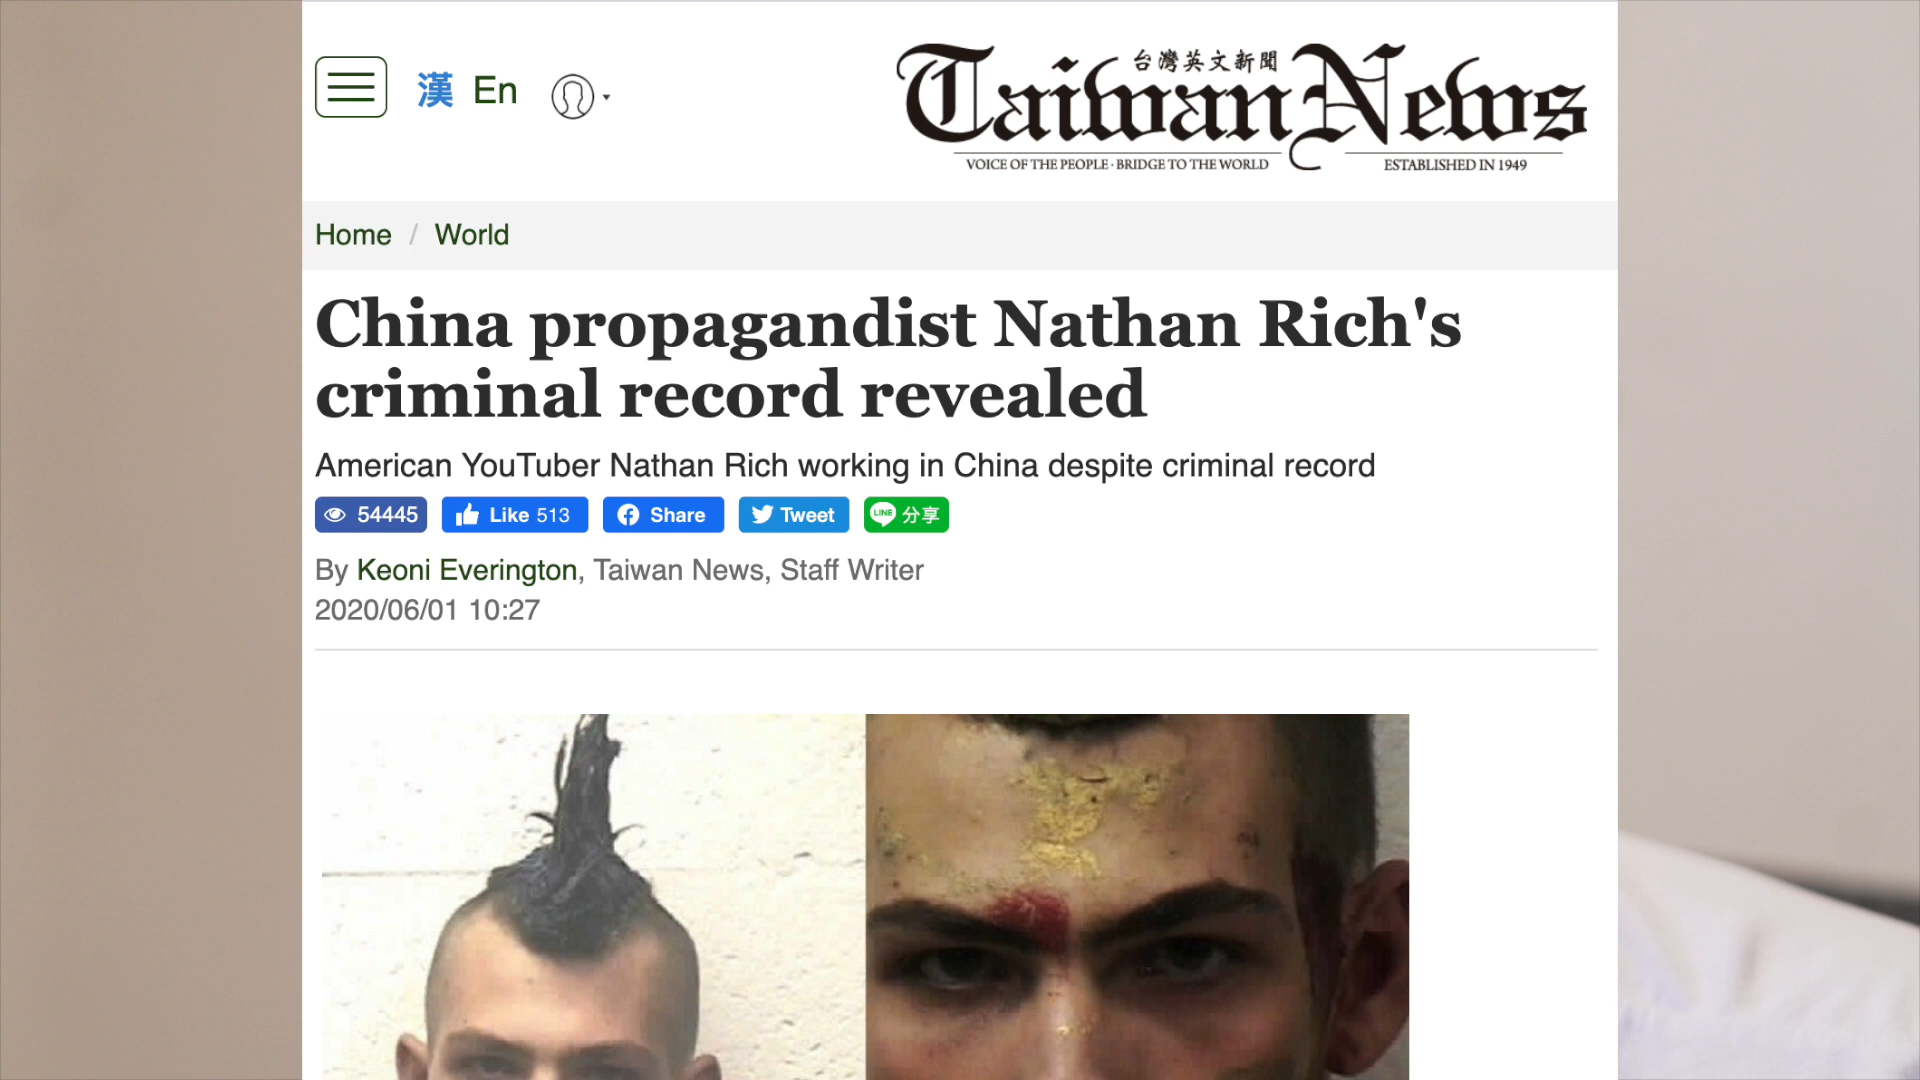 漢 En
台灣英文新聞
Taiwan News
VOICE OF THE PEOPLE · BRIDGE TO THE WORLD ESTABLISHED IN 1949
Home / World
China propagandist Nathan Rich's
criminal record revealed
American YouTuber Nathan Rich working in China despite criminal record
54445 Like 513 Share Tweet LINE 分享
By Keoni Everington, Taiwan News, Staff Writer
2020/06/01 10:27